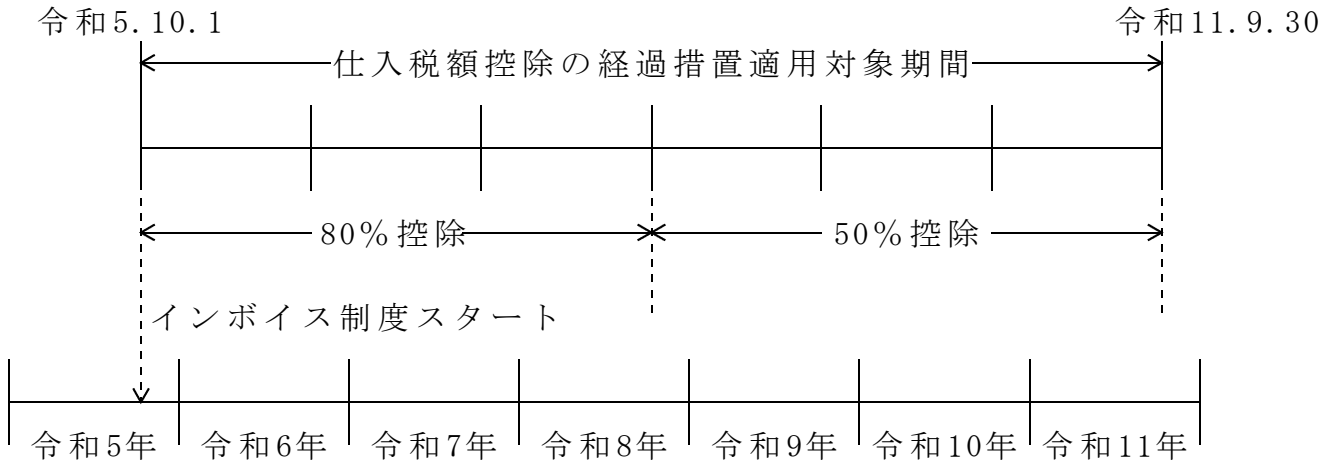 令和5.10.1
令和11.9.30
仕入税額控除の経過措置適用対象期間
80%控除
50%控除
インボイス制度スタート
令和5年
令和6年
令和7年
令和8年
令和9年
令和10年
令和11年